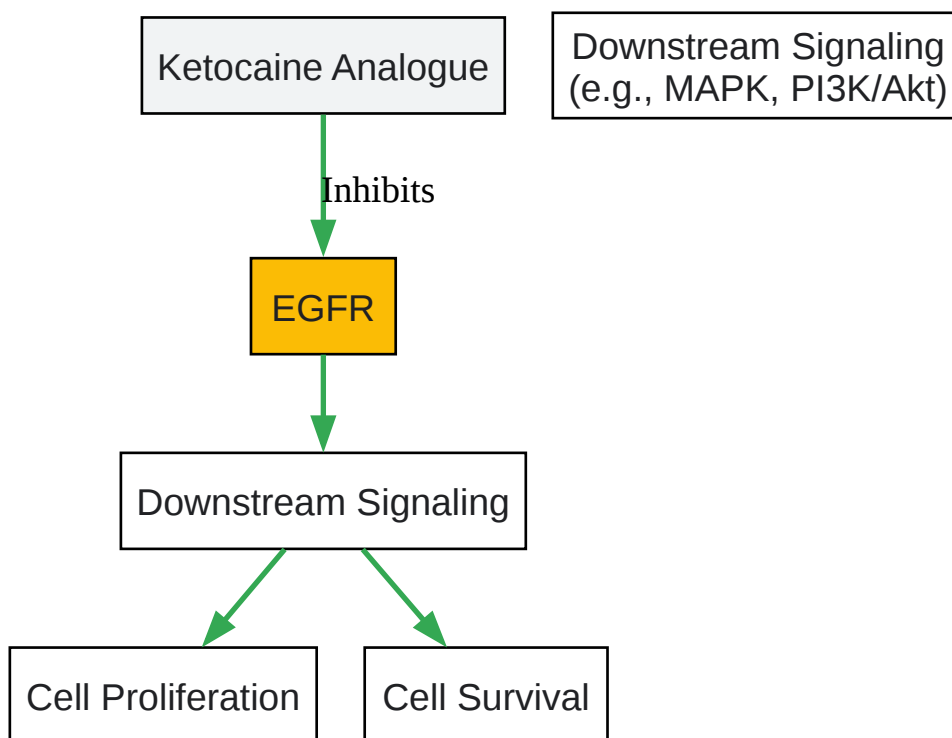 Ketocaine Analogue
Downstream Signaling
(e.g., MAPK, PI3K/Akt)
Inhibits
EGFR
Downstream Signaling
Cell Proliferation
Cell Survival